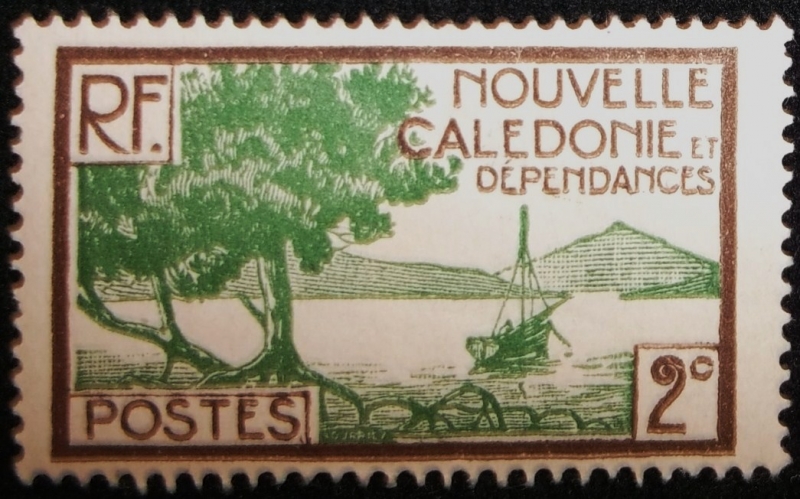 RF.
NOUVELLE
CALEDONIE ET
DÉPENDANCES
2c
POSTES